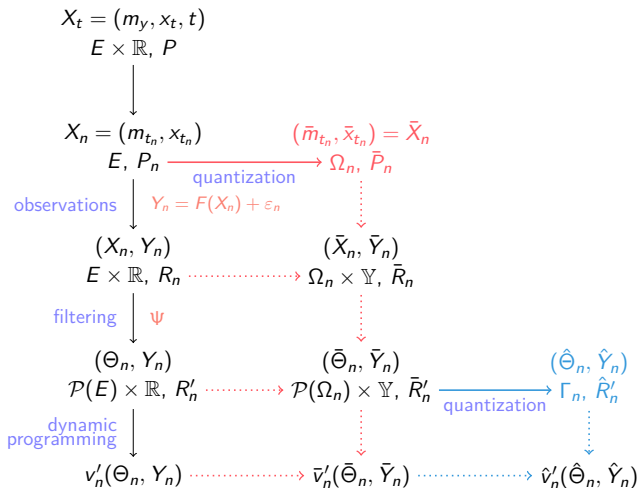 X_t = (m_y, x_t, t)
E × ℝ, P
X_n = (m_{t_n}, x_{t_n}) (m̄_{t_n}, x̄_{t_n}) = X̄_n
E, P_n Ω_n, P̄_n
quantization
observations Y_n = F(X_n) + ε_n
(X_n, Y_n) (X̄_n, Ȳ_n)
E × ℝ, R_n Ω_n × 𝕐, R̄_n
filtering Ψ
(Θ_n, Y_n) (Θ̄_n, Ȳ_n) (Θ̂_n, Ŷ_n)
𝒫(E) × ℝ, R′_n 𝒫(Ω_n) × 𝕐, R̄′_n Γ_n, R̂′_n
quantization
dynamic
programming
v′_n(Θ_n, Y_n) v̄′_n(Θ̄_n, Ȳ_n) v̂′_n(Θ̂_n, Ŷ_n)